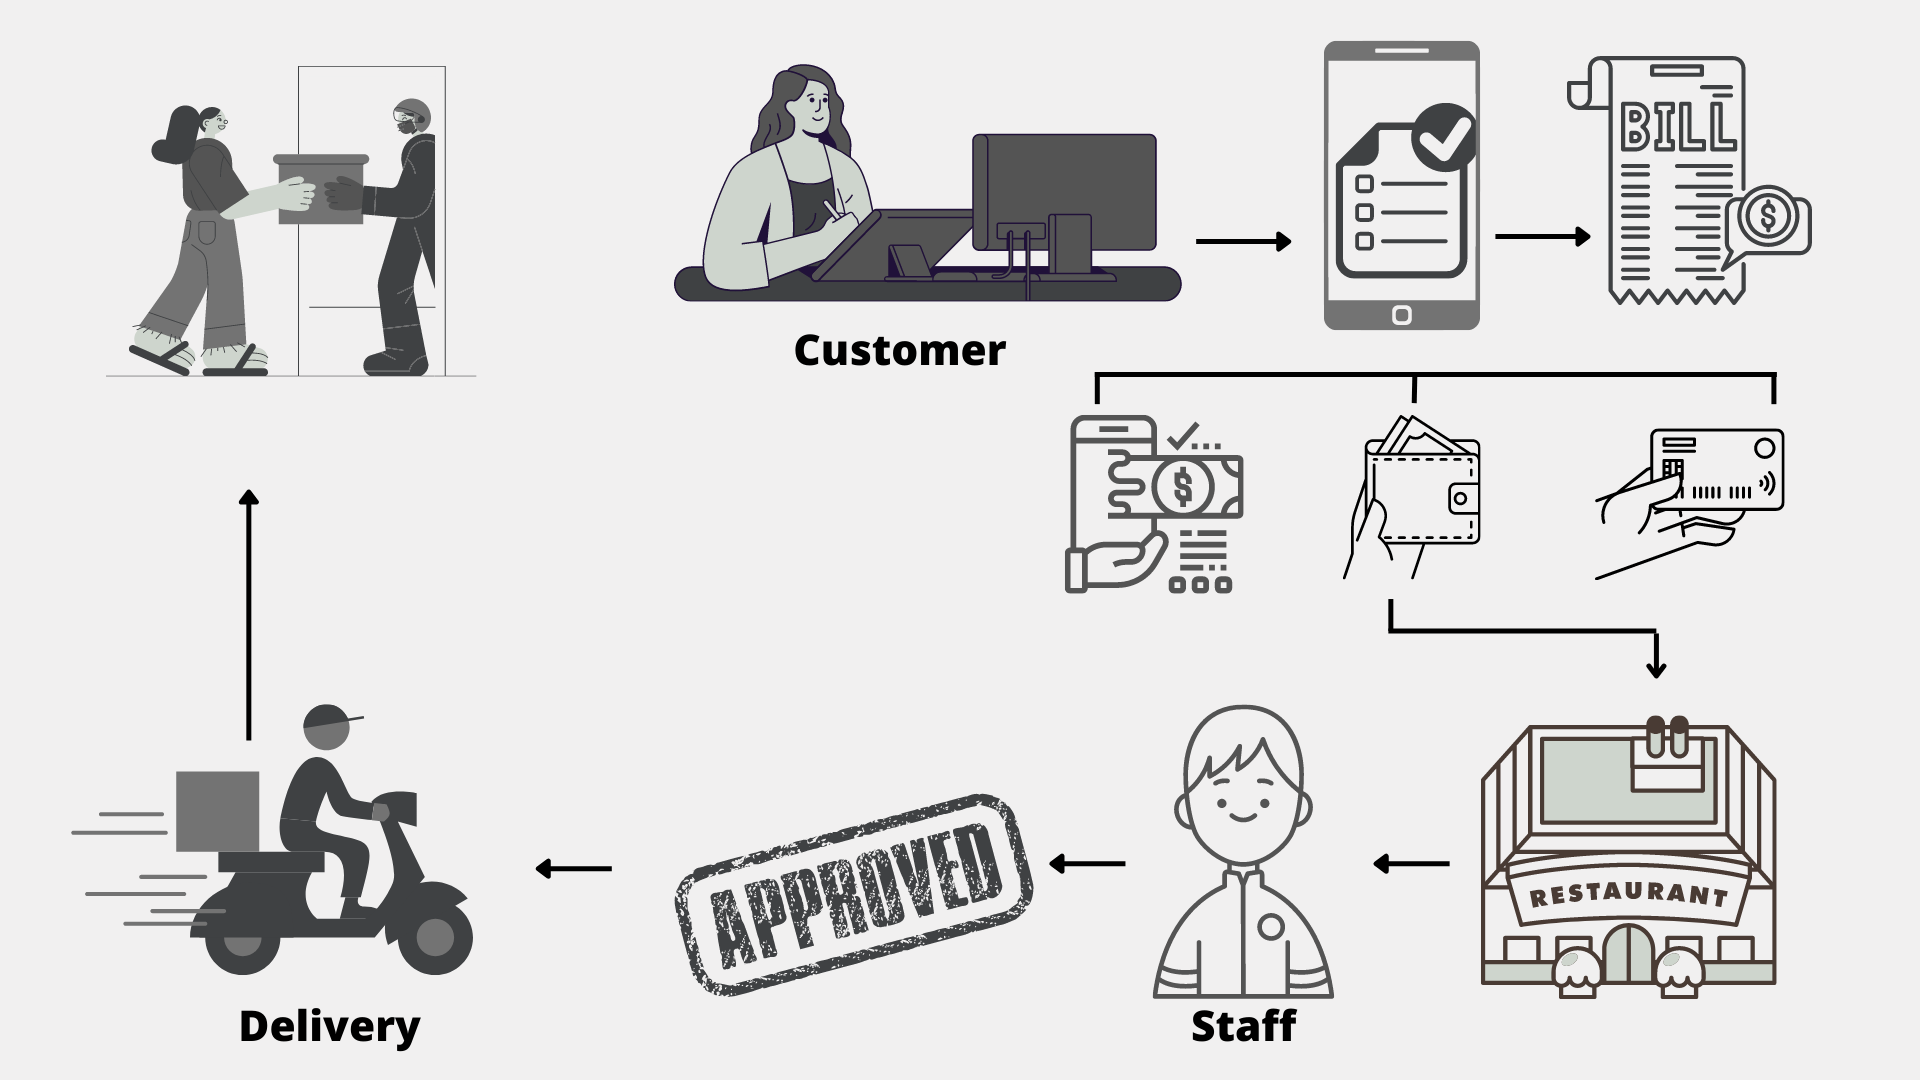 BILL
$
Customer
$
RESTAURANT
APPROVED
Delivery
Staff